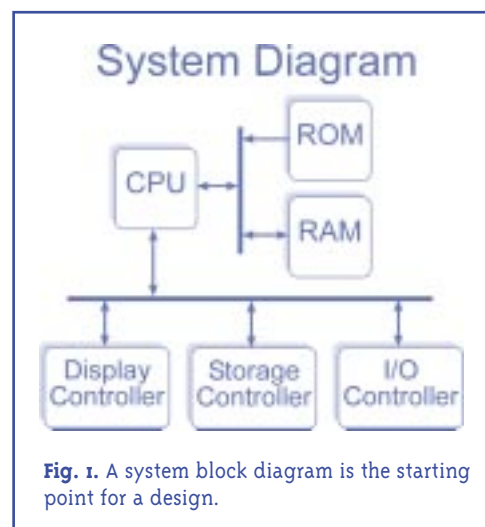 System Diagram
ROM
CPU
RAM
Display
Controller
Storage
Controller
I/O
Controller
Fig. 1. A system block diagram is the starting
point for a design.